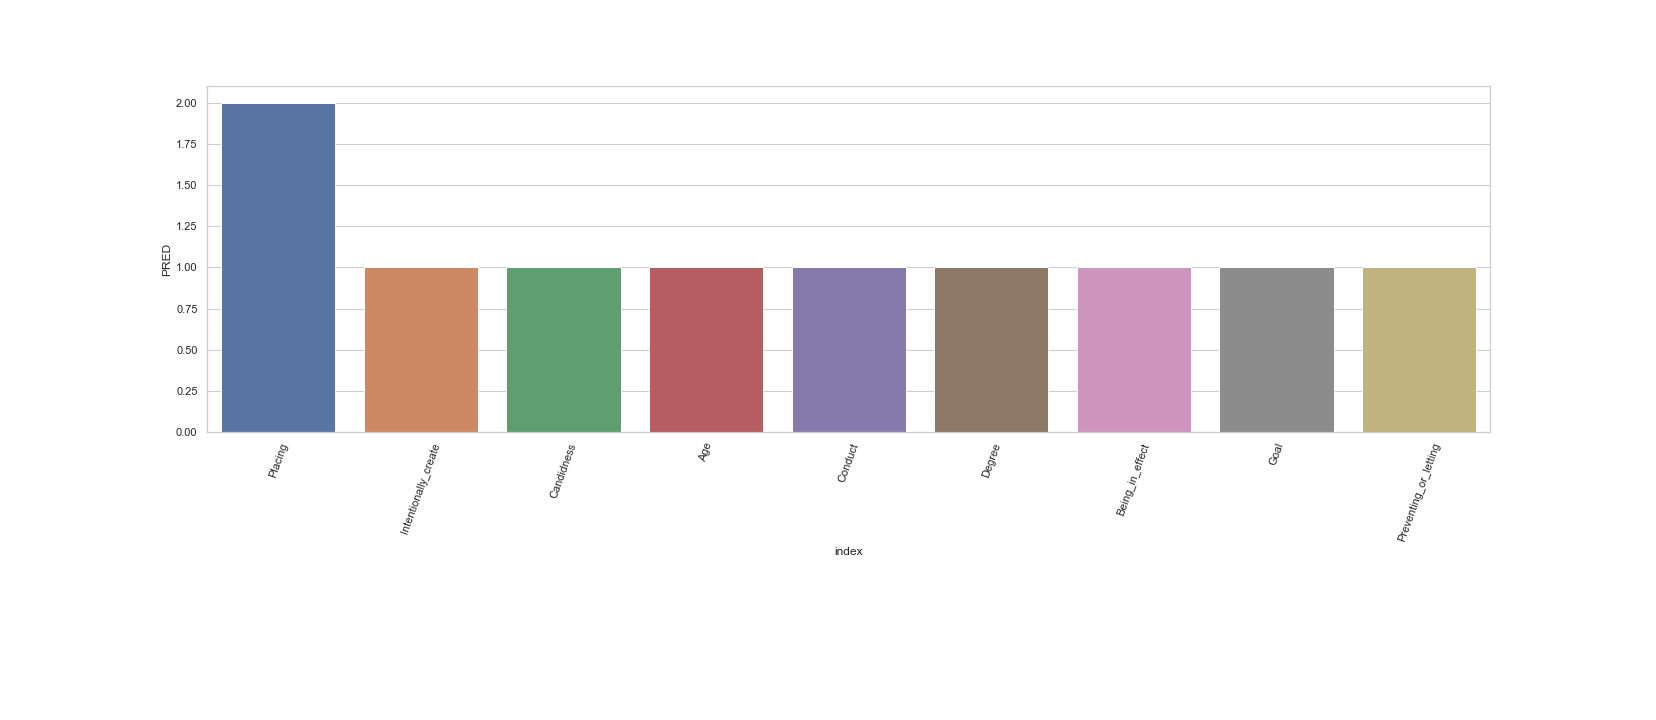 2.00
1.75
1.50
1.25
1.00
0.75
0.50
0.25
0.00
PRED
Placing
Intentionally_create
Candidness
Age
Conduct
Degree
Being_in_effect
Goal
Preventing_or_letting
index